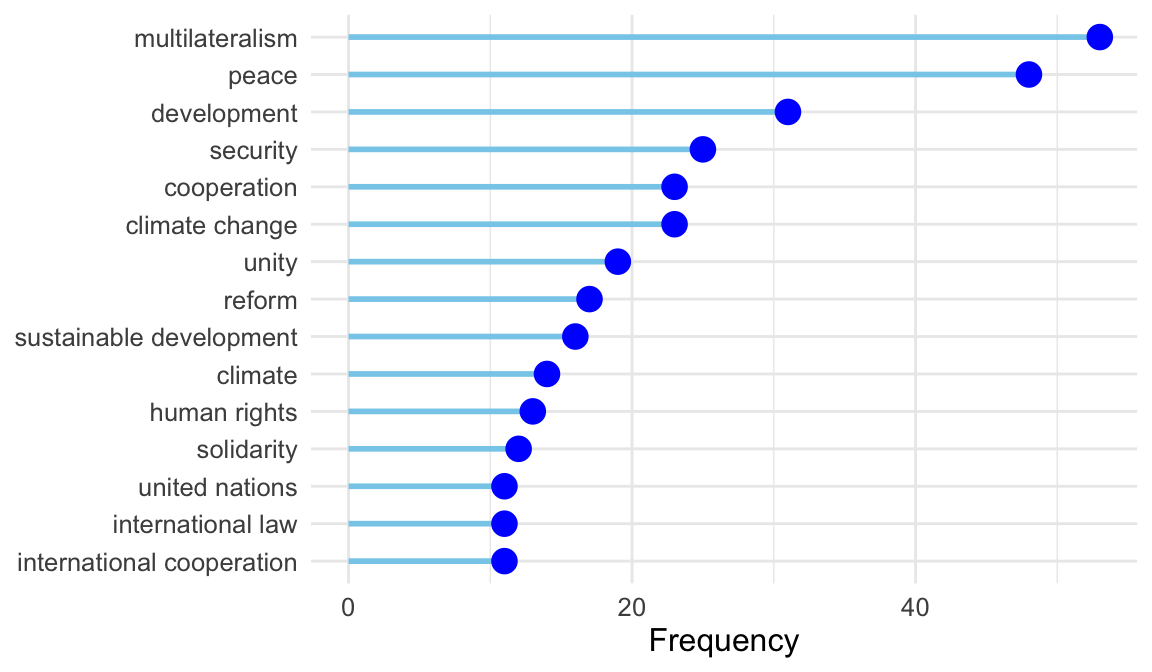 multilateralism
peace
development
security
cooperation
climate change
unity
reform
sustainable development
climate
human rights
solidarity
united nations
international law
international cooperation
0 20 40
Frequency